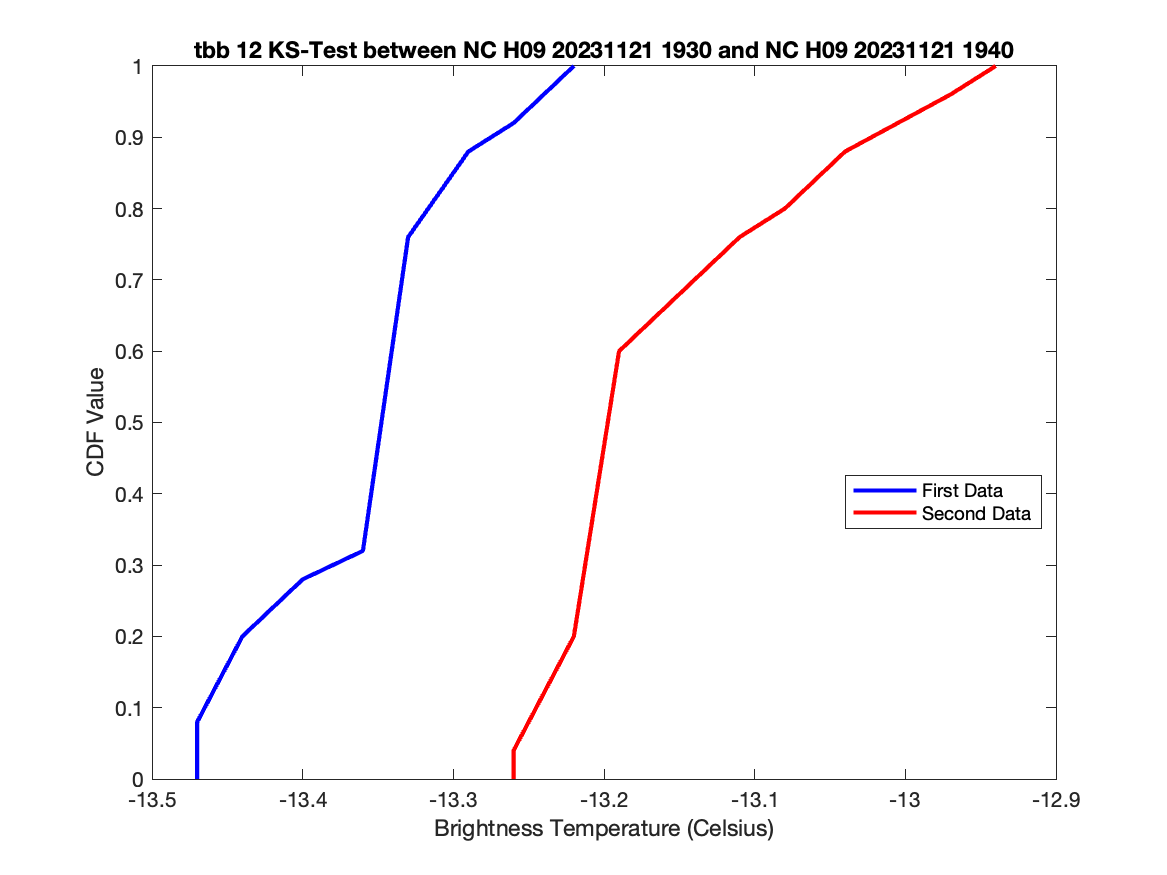 tbb 12 KS-Test between NC H09 20231121 1930 and NC H09 20231121 1940
1
0.9
0.8
0.7
0.6
0.5
0.4
0.3
0.2
0.1
0
CDF Value
First Data
Second Data
-13.5 -13.4 -13.3 -13.2 -13.1 -13 -12.9
Brightness Temperature (Celsius)